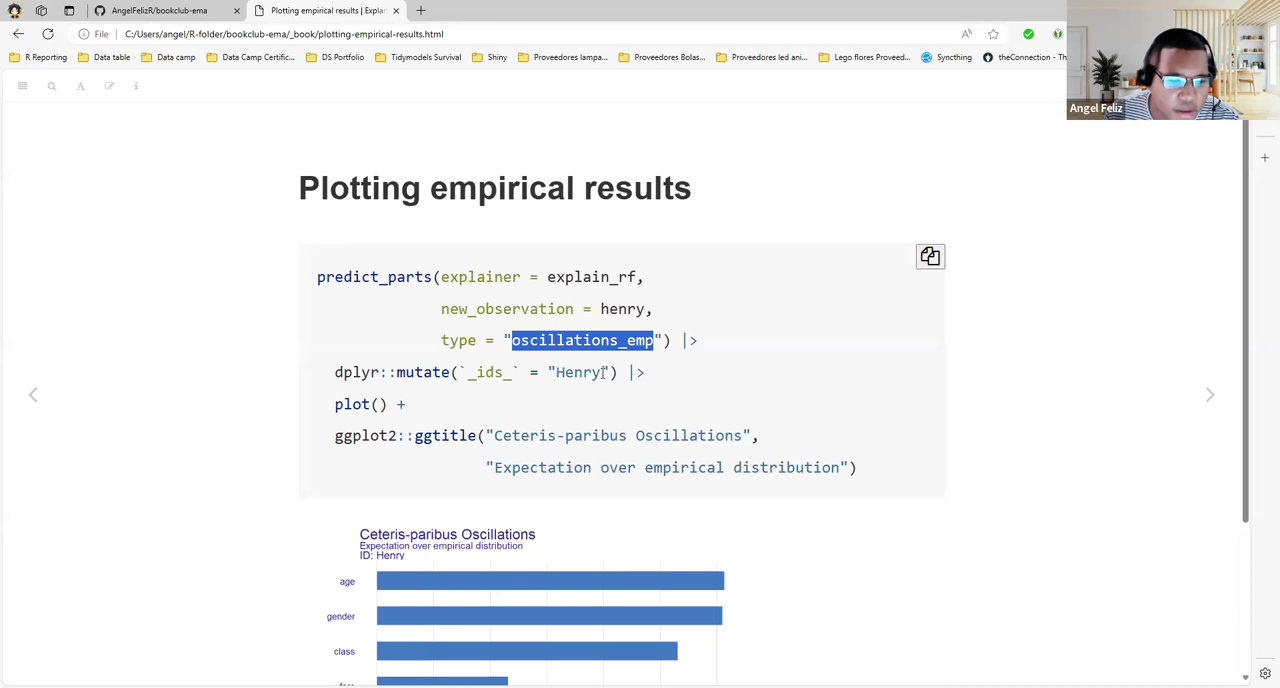 AngelFelizR/bookclub-ema
Plotting empirical results | Explan
File
C:/Users/angel/R-folder/bookclub-ema/_book/plotting-empirical-results.html
R Reporting
Data table
Data camp
Data Camp Certific...
DS Portfolio
Tidymodels Survival
Shiny
Proveedores lampa...
Proveedores Bolas...
Proveedores led ani...
Lego flores Proveed...
Syncthing
theConnection - Th
Angel Feliz
Plotting empirical results
predict_parts(explainer = explain_rf,
new_observation = henry,
type = "oscillations_emp") |>
dplyr::mutate(`_ids_` = "Henry") |>
plot() +
ggplot2::ggtitle("Ceteris-paribus Oscillations",
"Expectation over empirical distribution")
Ceteris-paribus Oscillations
Expectation over empirical distribution
ID: Henry
age
gender
class